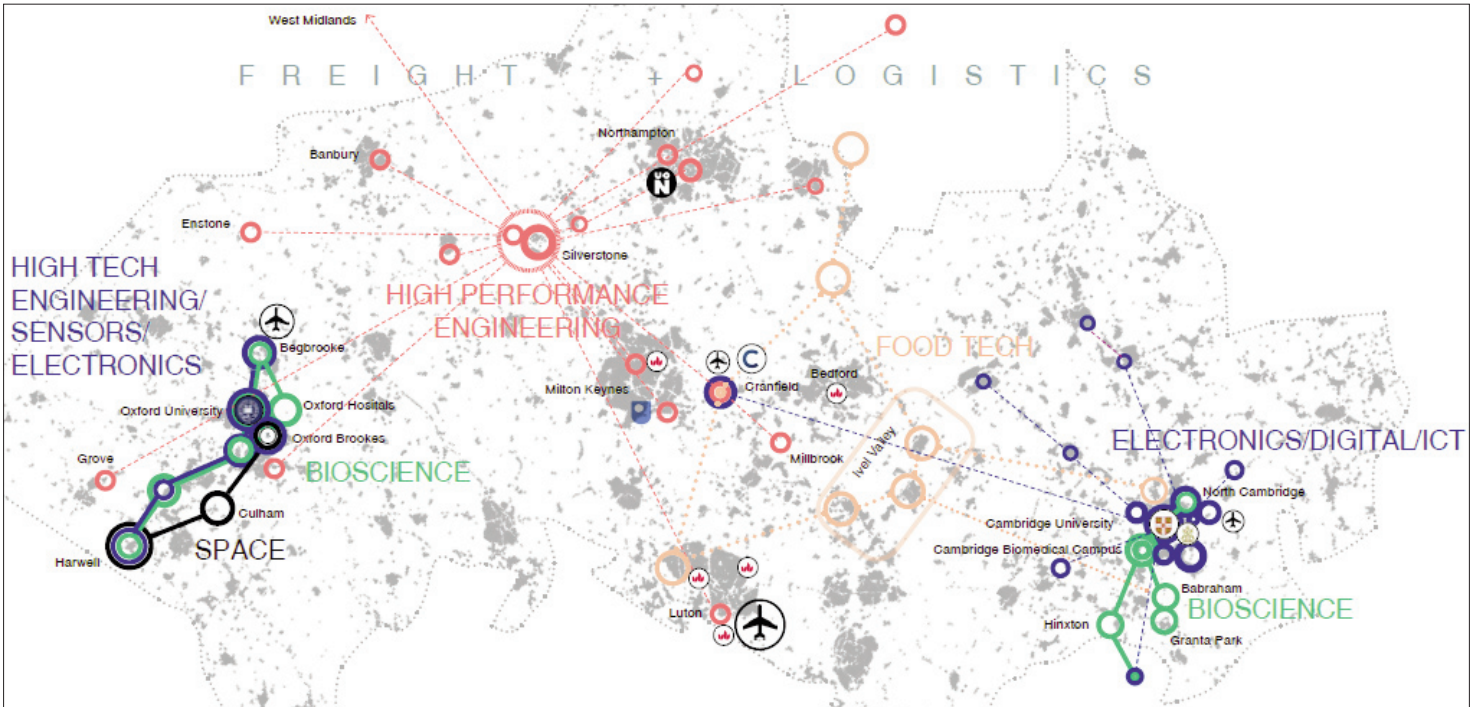 West Midlands
FREIGHT + LOGISTICS
Northampton
Banbury
UO
N
Enstone
Silverstone
HIGH TECH
ENGINEERING/
SENSORS/
ELECTRONICS
HIGH PERFORMANCE
ENGINEERING
Begbrooke
FOOD TECH
Milton Keynes
C
Cranfield
Bedford
Oxford University
Oxford Hositals
Oxford Brookes
Ivel Valley
ELECTRONICS/DIGITAL/ICT
Grove
BIOSCIENCE
Millbrook
North Cambridge
Culham
Cambridge University
Harwell
SPACE
Cambridge Biomedical Campus
Luton
Babraham
BIOSCIENCE
Hinxton
Granta Park